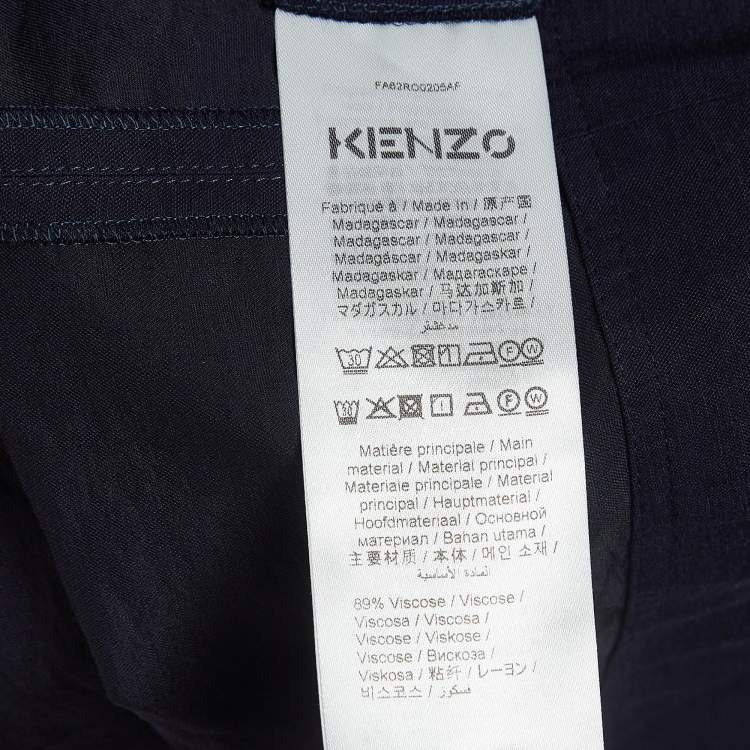 FA62RO0205AF
KENZO
Fabriqué à / Made In / 原产国
Madagascar / Madagascar /
Madagascar / Madagascar /
Madagáscar / Madagascar /
Madagaskar / Мадагаскаре /
Madagaskar / 马达加斯加 /
マダガスカル / 마다가스카르 /
مدغشقر
30
F W
30
F W
Matière principale / Main
material / Material principal /
Materiale principale / Material
principal / Hauptmaterial /
Hoofdmateriaal / Основной
материал / Bahan utama /
主要材质 / 本体 / 메인 소재 /
المادة الأساسية
89% Viscose / Viscose /
Viscosa / Viscosa /
Viscose / Viskose /
Viscose / Вискоза /
Viskosa / 粘纤 / レーヨン /
비스코스 / فسكوز